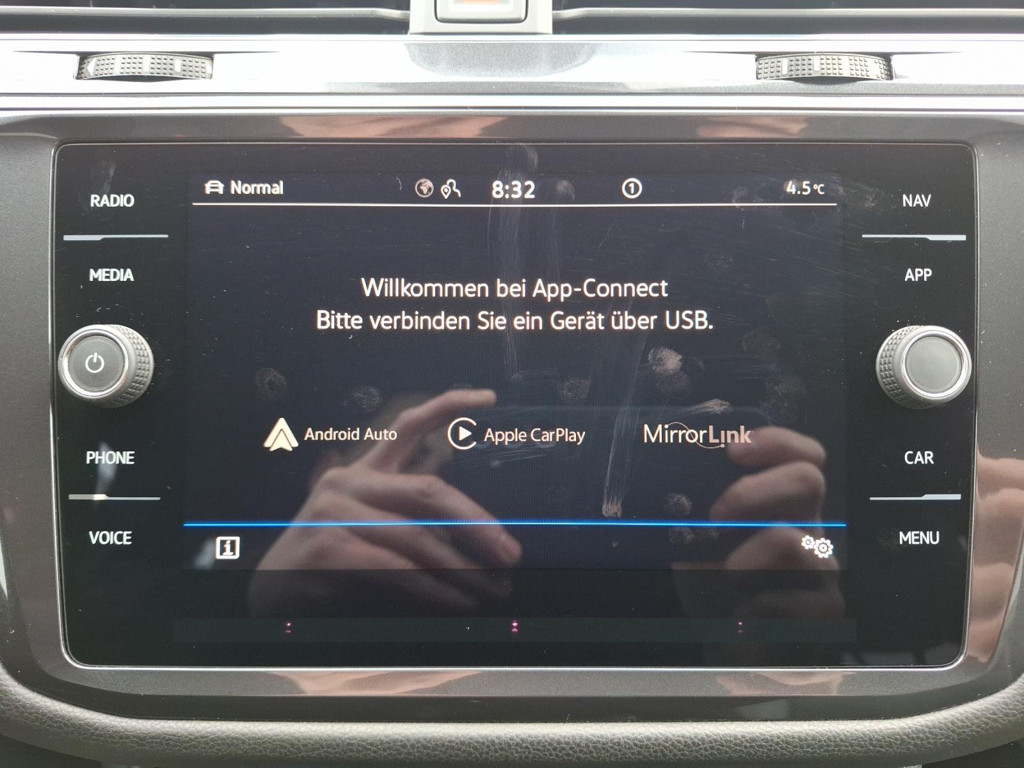 Normal
8:32
1
4.5°C
RADIO
MEDIA
PHONE
VOICE
Willkommen bei App-Connect
Bitte verbinden Sie ein Gerät über USB.
Android Auto
Apple CarPlay
MirrorLink
i
NAV
APP
CAR
MENU